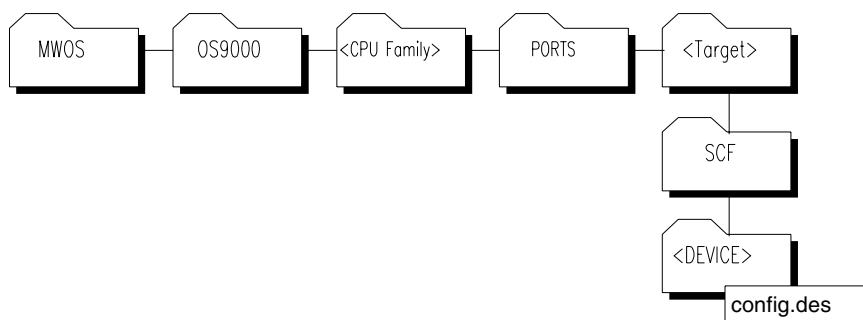 MWOS OS9000 <CPU Family> PORTS <Target>
SCF
<DEVICE>
config.des